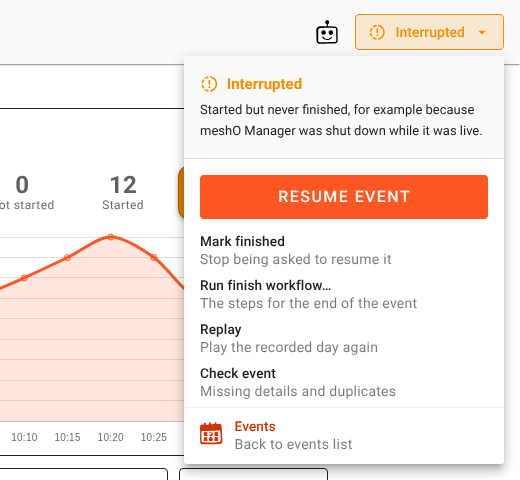 Interrupted
Interrupted
Started but never finished, for example because
meshO Manager was shut down while it was live.
0
ot started
12
Started
RESUME EVENT
Mark finished
Stop being asked to resume it
Run finish workflow…
The steps for the end of the event
Replay
Play the recorded day again
Check event
Missing details and duplicates
10:10
10:15
10:20
10:25
Events
Back to events list